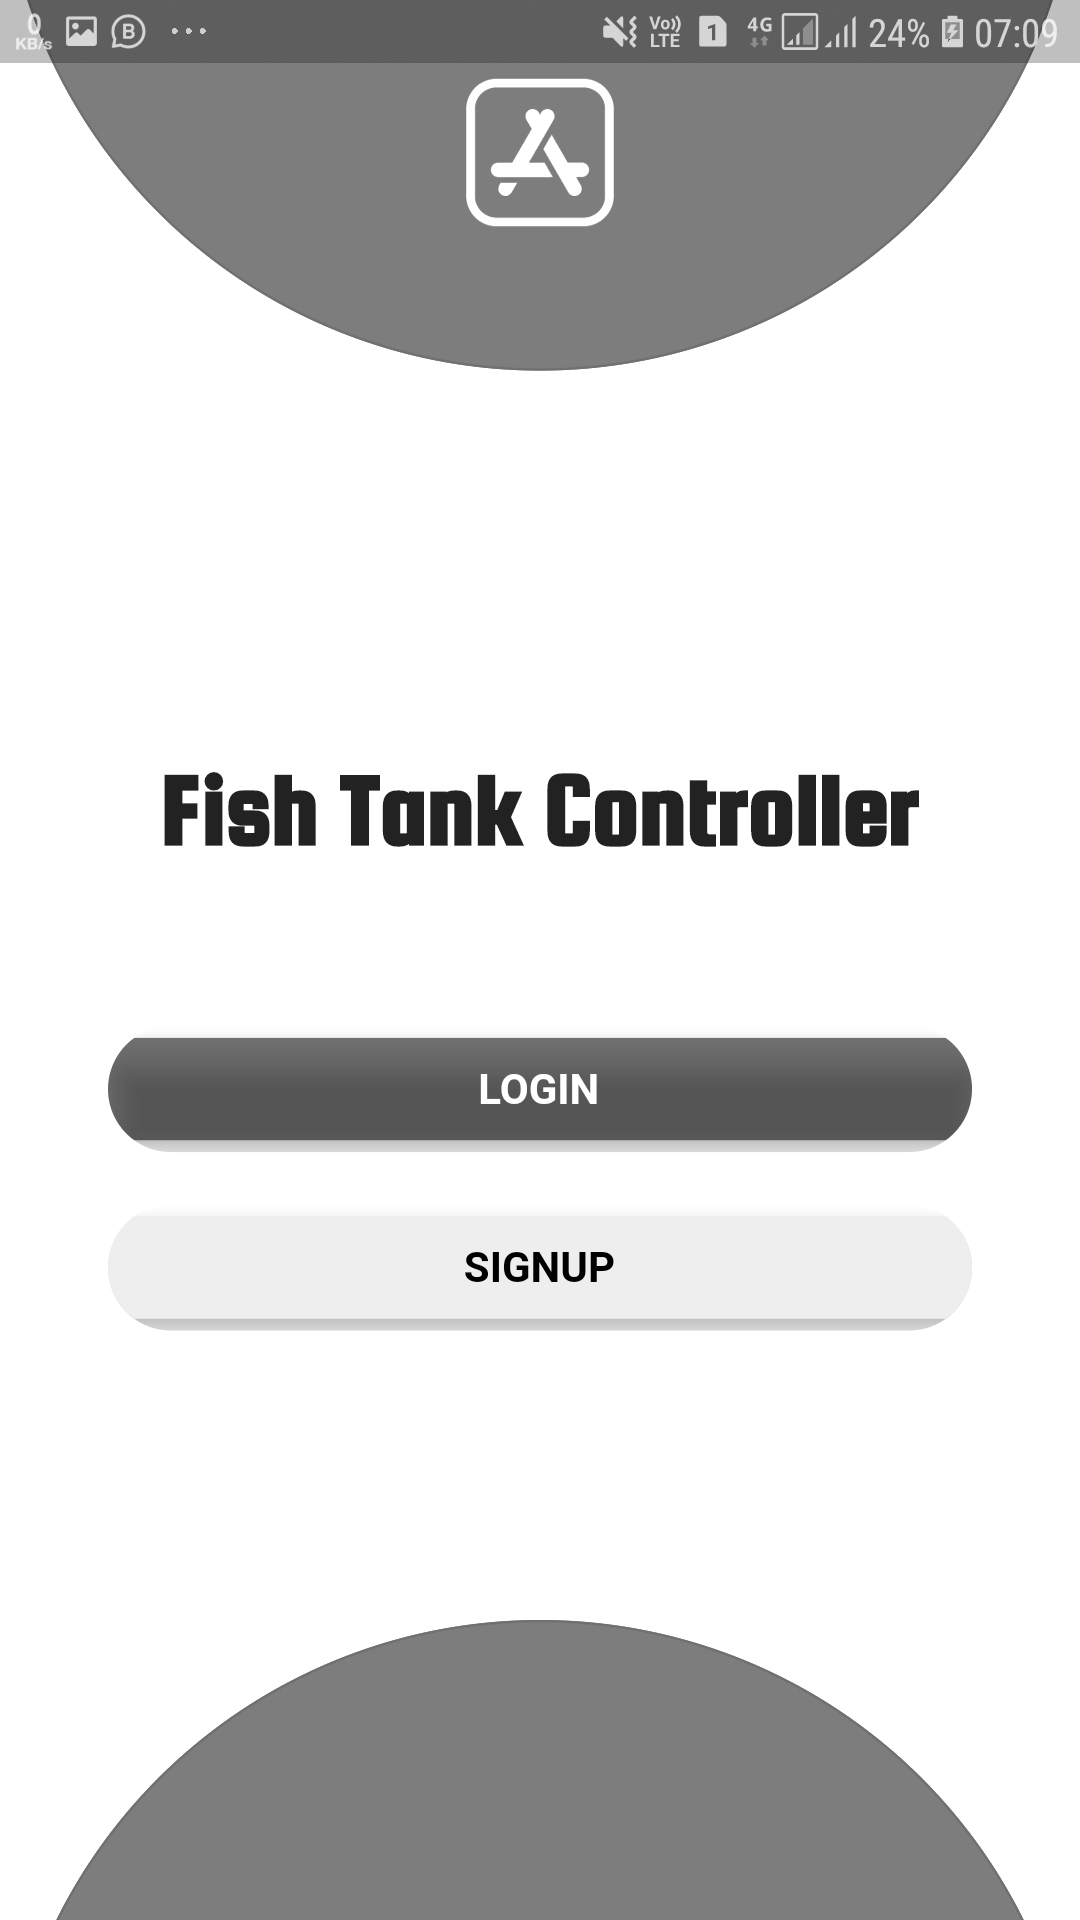 0
KB/s B ... Vo)) LTE 1 4G 24% 07:09
Fish Tank Controller
LOGIN
SIGNUP